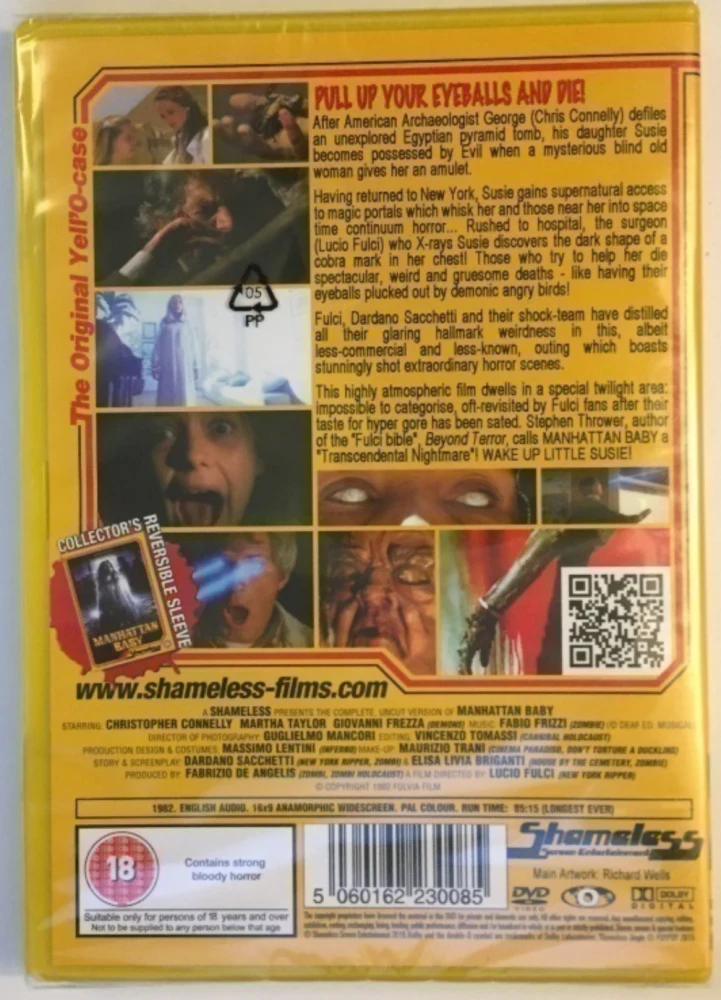 The Original Yell'O-case
PULL UP YOUR EYEBALLS AND DIE!
After American Archaeologist George (Chris Connelly) defiles
an unexplored Egyptian pyramid tomb, his daughter Susie
becomes possessed by Evil when a mysterious blind old
woman gives her an amulet.
Having returned to New York, Susie gains supernatural access
to magic portals which whisk her and those near her into space
time continuum horror... Rushed to hospital, the surgeon
(Lucio Fulci) who X-rays Susie discovers the dark shape of a
cobra mark in her chest! Those who try to help her die
spectacular, weird and gruesome deaths - like having their
eyeballs plucked out by demonic angry birds!
Fulci, Dardano Sacchetti and their shock-team have distilled
all their glaring hallmark weirdness in this, albeit
less-commercial and less-known, outing which boasts
stunningly shot extraordinary horror scenes.
This highly atmospheric film dwells in a special twilight area:
impossible to categorise, oft-revisited by Fulci fans after their
taste for hyper gore has been sated. Stephen Thrower, author
of the "Fulci bible", Beyond Terror, calls MANHATTAN BABY a
"Transcendental Nightmare"! WAKE UP LITTLE SUSIE!
05
PP
COLLECTOR'S
REVERSIBLE SLEEVE
MANHATTAN
BABY
www.shameless-films.com
A SHAMELESS PRESENTS THE COMPLETE, UNCUT VERSION OF MANHATTAN BABY
STARRING: CHRISTOPHER CONNELLY MARTHA TAYLOR GIOVANNI FREZZA (DEMONS) MUSIC: FABIO FRIZZI (ZOMBIE) I/O DEAF ED. MUSICALI
DIRECTOR OF PHOTOGRAPHY: GUGLIELMO MANCORI EDITING: VINCENZO TOMASSI (CANNIBAL HOLOCAUST)
PRODUCTION DESIGN & COSTUMES: MASSIMO LENTINI (INFERNO) MAKE-UP: MAURIZIO TRANI (CINEMA PARADISO, DON'T TORTURE A DUCKLING)
STORY & SCREENPLAY: DARDANO SACCHETTI (NEW YORK RIPPER, ZOMBI) & ELISA LIVIA BRIGANTI (HOUSE BY THE CEMETERY, ZOMBIE)
PRODUCED BY: FABRIZIO DE ANGELIS (ZOMBI, ZOMBI HOLOCAUST) A FILM DIRECTED BY: LUCIO FULCI (NEW YORK RIPPER)
© COPYRIGHT 1982 FULVIA FILM
1982. ENGLISH AUDIO. 16x9 ANAMORPHIC WIDESCREEN. PAL COLOUR. RUN TIME: 85:15 (LONGEST EVER)
18
Contains strong
bloody horror
Suitable only for persons of 18 years and over
Not to be supplied to any person below that age
5 060162 230085
Shameless
Screen Entertainment
Main Artwork: Richard Wells
DVD
VIDEO
DOLBY
DIGITAL